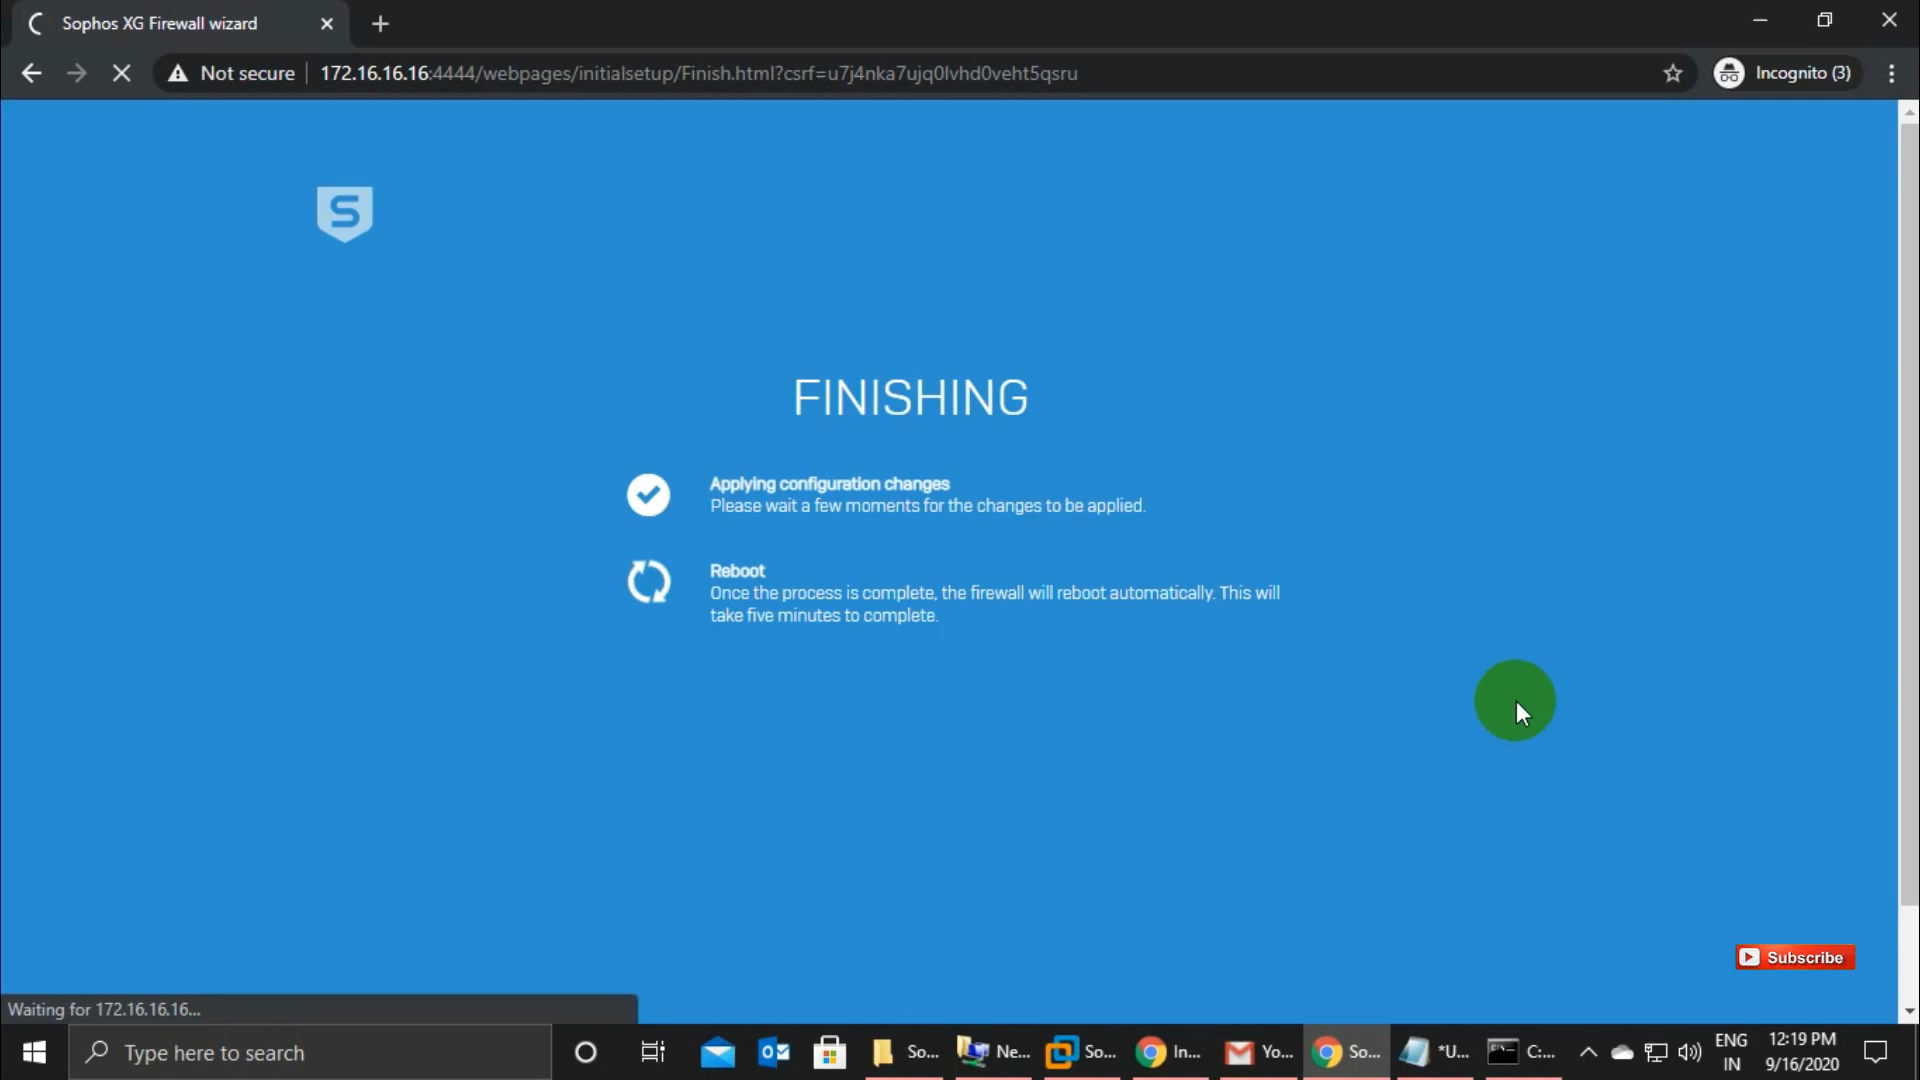 Sophos XG Firewall wizard
Not secure
172.16.16.16:4444/webpages/initialsetup/Finish.html?csrf=u7j4nka7ujq0lvhd0veht5qsru
Incognito (3)
S
FINISHING
Applying configuration changes
Please wait a few moments for the changes to be applied.
Reboot
Once the process is complete, the firewall will reboot automatically. This will
take five minutes to complete.
Subscribe
Waiting for 172.16.16.16...
Type here to search
So...
Ne...
So...
In...
Yo...
So...
*U...
C:...
ENG
IN
12:19 PM
9/16/2020